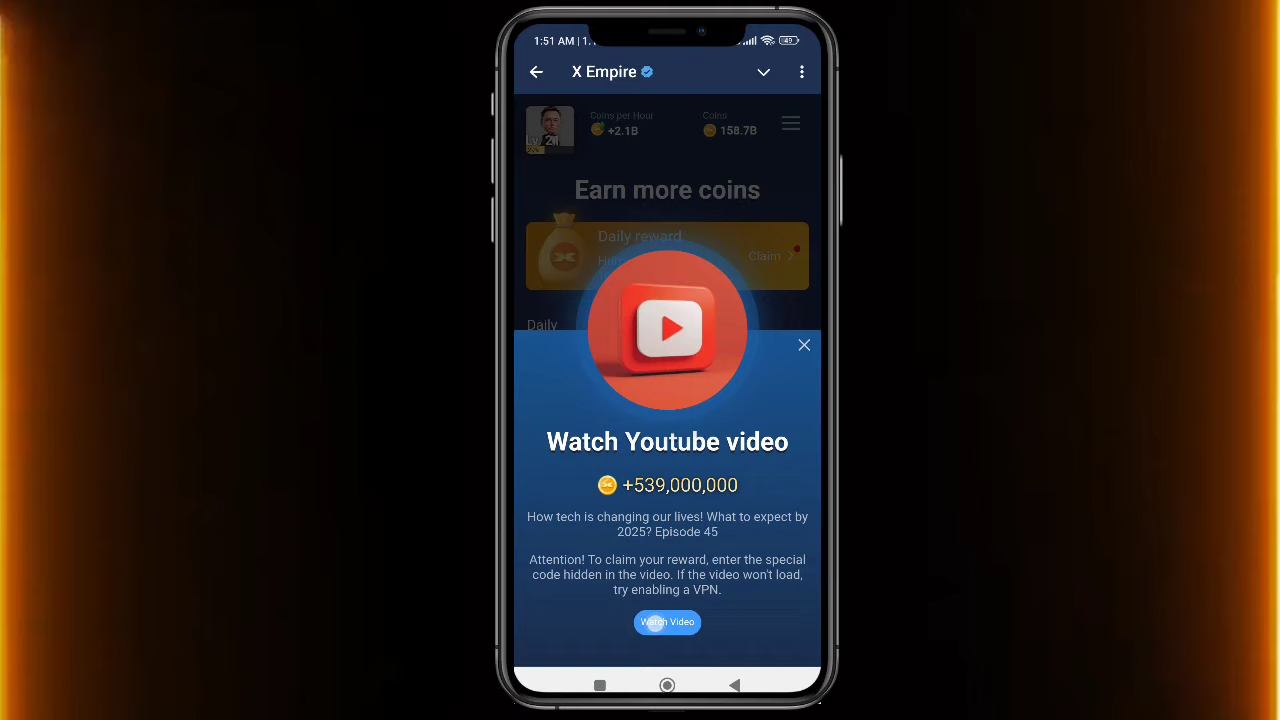 1:51 AM | 1.
49
X Empire
Coins per Hour
+2.1B
Coins
158.7B
Earn more coins
Daily reward
Claim
Daily
Watch Youtube video
+539,000,000
How tech is changing our lives! What to expect by
2025? Episode 45
Attention! To claim your reward, enter the special
code hidden in the video. If the video won't load,
try enabling a VPN.
Watch Video